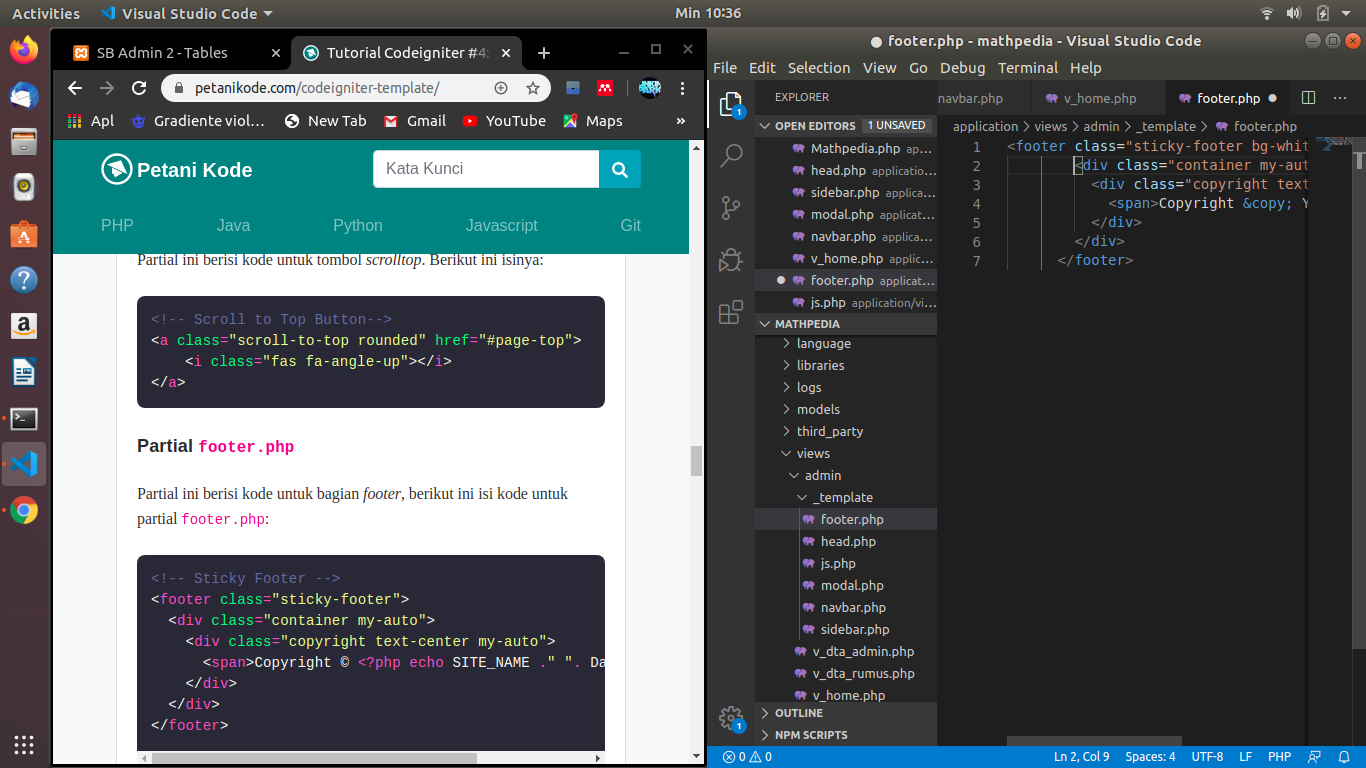 Activities
Visual Studio Code
Min 10:36
SB Admin 2 - Tables
Tutorial Codeigniter #4:
petanikode.com/codeigniter-template/
Apl
Gradiente viol…
New Tab
Gmail
YouTube
Maps
»
Petani Kode
Kata Kunci
PHP
Java
Python
Javascript
Git
Partial ini berisi kode untuk tombol scrolltop. Berikut ini isinya:
<!-- Scroll to Top Button-->
<a class="scroll-to-top rounded" href="#page-top">
<i class="fas fa-angle-up"></i>
</a>
Partial footer.php
Partial ini berisi kode untuk bagian footer, berikut ini isi kode untuk
partial footer.php:
<!-- Sticky Footer -->
<footer class="sticky-footer">
<div class="container my-auto">
<div class="copyright text-center my-auto">
<span>Copyright © <?php echo SITE_NAME ." ". Da
</div>
</div>
</footer>
footer.php - mathpedia - Visual Studio Code
File Edit Selection View Go Debug Terminal Help
1
EXPLORER
OPEN EDITORS
1 UNSAVED
Mathpedia.php ap…
head.php applicatio…
sidebar.php applica…
modal.php applicat…
navbar.php applica…
v_home.php applic…
footer.php applicat…
js.php application/vi…
MATHPEDIA
language
libraries
logs
models
third_party
views
admin
_template
footer.php
head.php
js.php
modal.php
navbar.php
sidebar.php
v_dta_admin.php
v_dta_rumus.php
v_home.php
OUTLINE
NPM SCRIPTS
1
navbar.php
v_home.php
footer.php
application > views > admin > _template > footer.php
1 <footer class="sticky-footer bg-whit
2 <div class="container my-aut
3 <div class="copyright text
4 <span>Copyright &copy; Y
5 </div>
6 </div>
7 </footer>
0
0
Ln 2, Col 9
Spaces: 4
UTF-8
LF
PHP